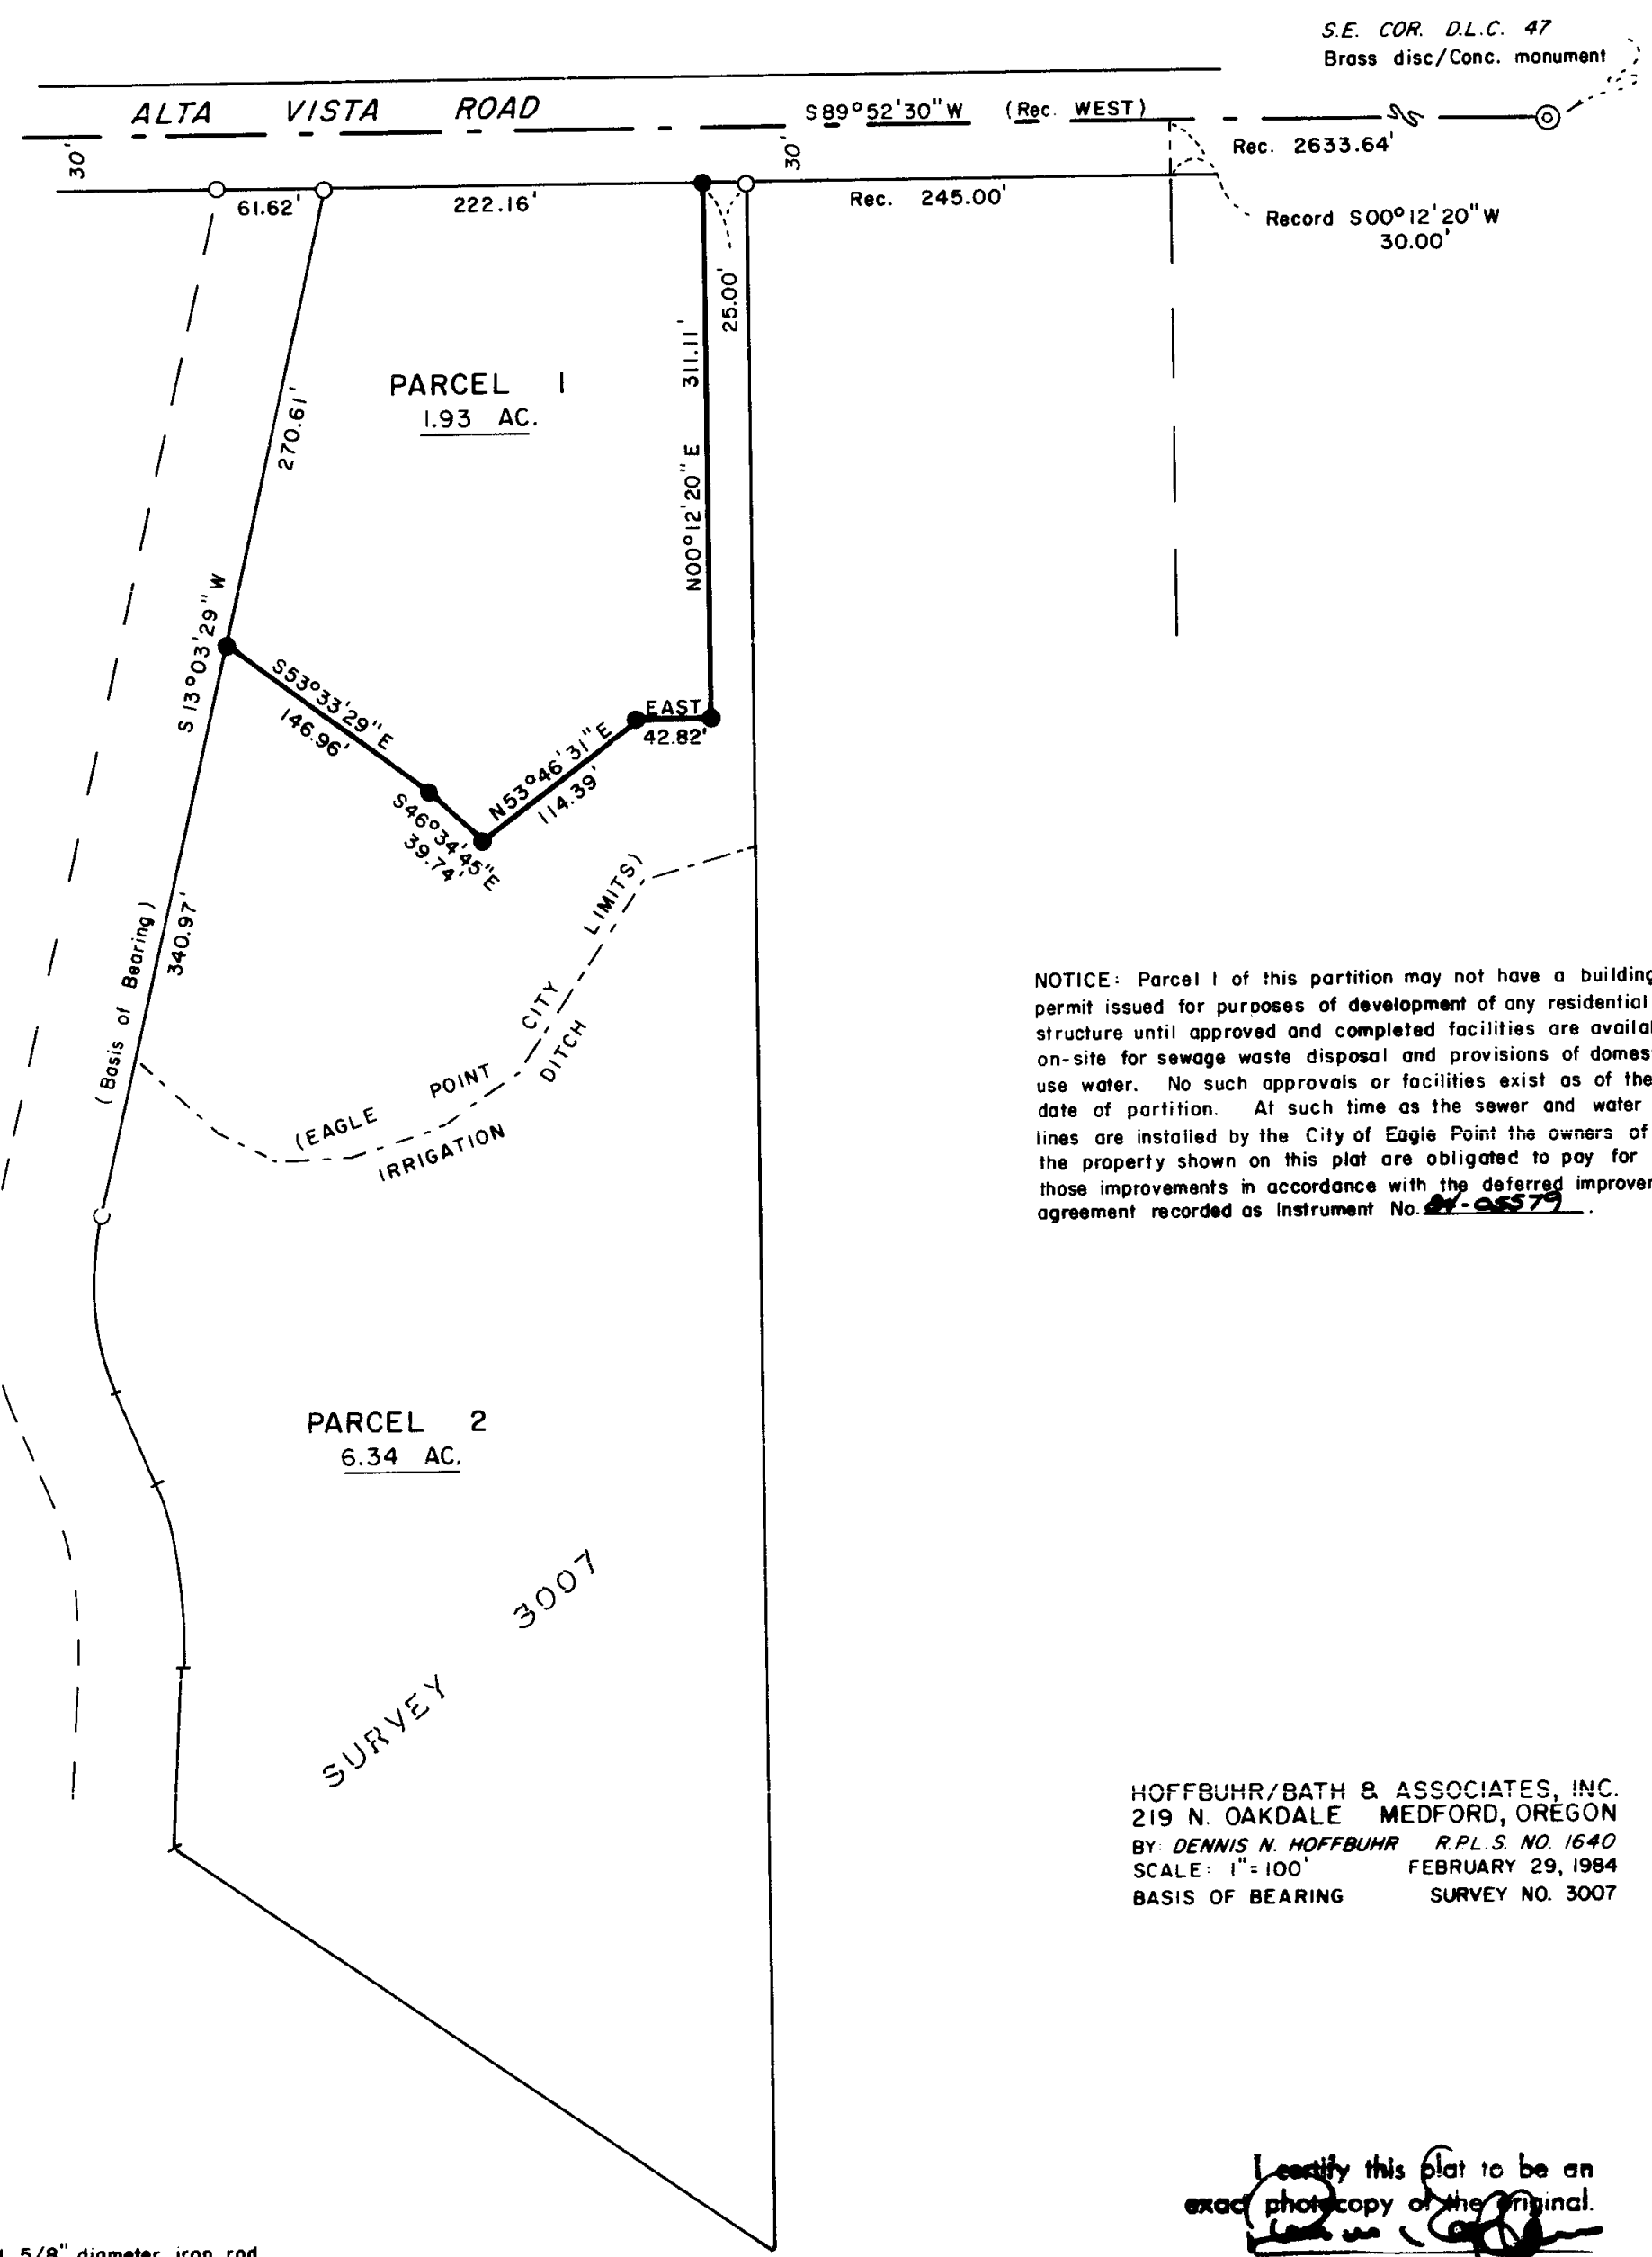 S.E. COR. D.L.C. 47
Brass disc/Conc. monument
ALTA VISTA ROAD
S89°52'30"W (Rec. WEST)
Rec. 2633.64'
30'
30'
61.62'
222.16'
Rec. 245.00'
Record S00°12'20"W
30.00'
25.00'
311.11'
N00°12'20"E
PARCEL 1
1.93 AC.
270.61'
S13°03'29"W
S53°33'29"E
146.96'
EAST
42.82'
N53°46'31"E
114.39'
S46°34'45"E
39.74'
340.97'
(Basis of Bearing)
(EAGLE POINT CITY LIMITS)
IRRIGATION DITCH
NOTICE: Parcel 1 of this partition may not have a building
permit issued for purposes of development of any residential
structure until approved and completed facilities are availa
on-site for sewage waste disposal and provisions of domes
use water. No such approvals or facilities exist as of the
date of partition. At such time as the sewer and water
lines are installed by the City of Eagle Point the owners of
the property shown on this plat are obligated to pay for
those improvements in accordance with the deferred improver
agreement recorded as Instrument No. 84-05579.
PARCEL 2
6.34 AC.
SURVEY 3007
HOFFBUHR/BATH & ASSOCIATES, INC.
219 N. OAKDALE MEDFORD, OREGON
BY: DENNIS N. HOFFBUHR R.P.L.S. NO. 1640
SCALE: 1"=100' FEBRUARY 29, 1984
BASIS OF BEARING SURVEY NO. 3007
I certify this plat to be an
exact photocopy of the original.
5/8" diameter iron rod